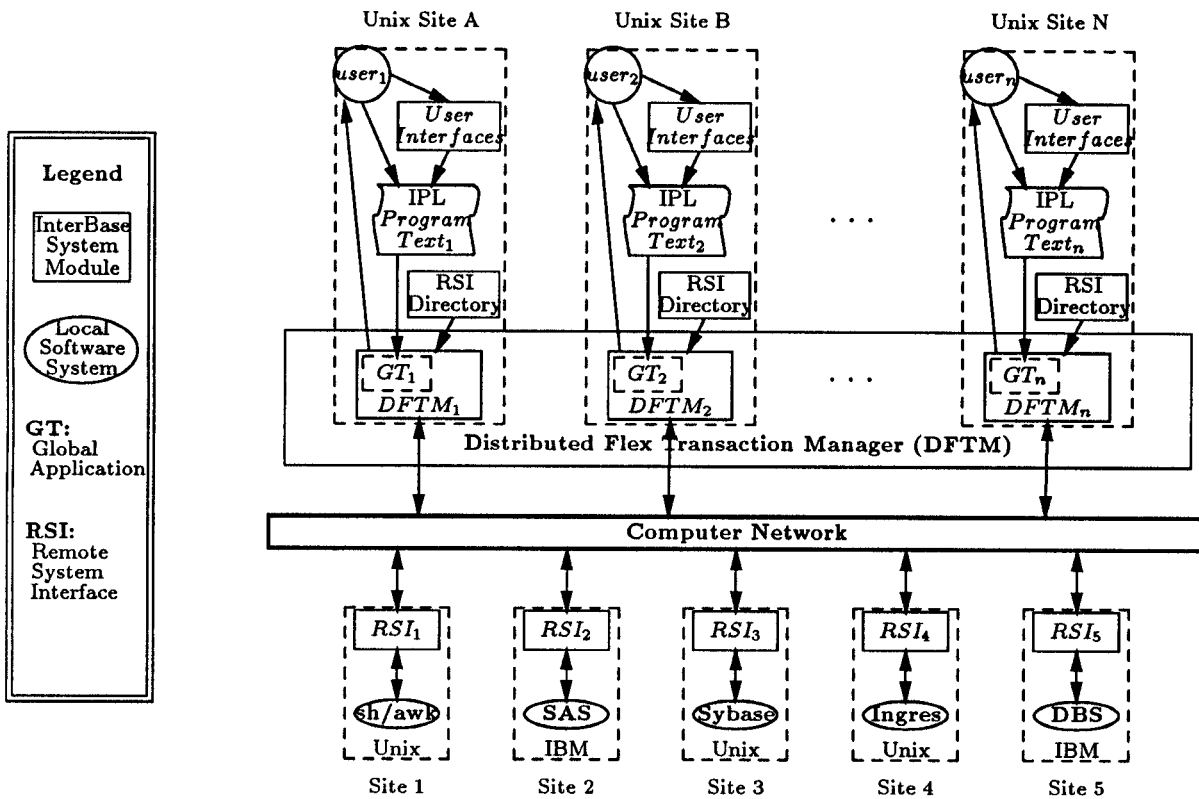 Legend
InterBase
System
Module
Local
Software
System
GT:
Global
Application
RSI:
Remote
System
Interface
Unix Site A
user₁
User
Interfaces
IPL
Program
Text₁
RSI
Directory
GT₁
DFTM₁
Unix Site B
user₂
User
Interfaces
IPL
Program
Text₂
RSI
Directory
GT₂
DFTM₂
. . .
. . .
Unix Site N
userₙ
User
Interfaces
IPL
Program
Textₙ
RSI
Directory
GTₙ
DFTMₙ
Distributed Flex Transaction Manager (DFTM)
Computer Network
RSI₁
sh/awk
Unix
Site 1
RSI₂
SAS
IBM
Site 2
RSI₃
Sybase
Unix
Site 3
RSI₄
Ingres
Unix
Site 4
RSI₅
DBS
IBM
Site 5